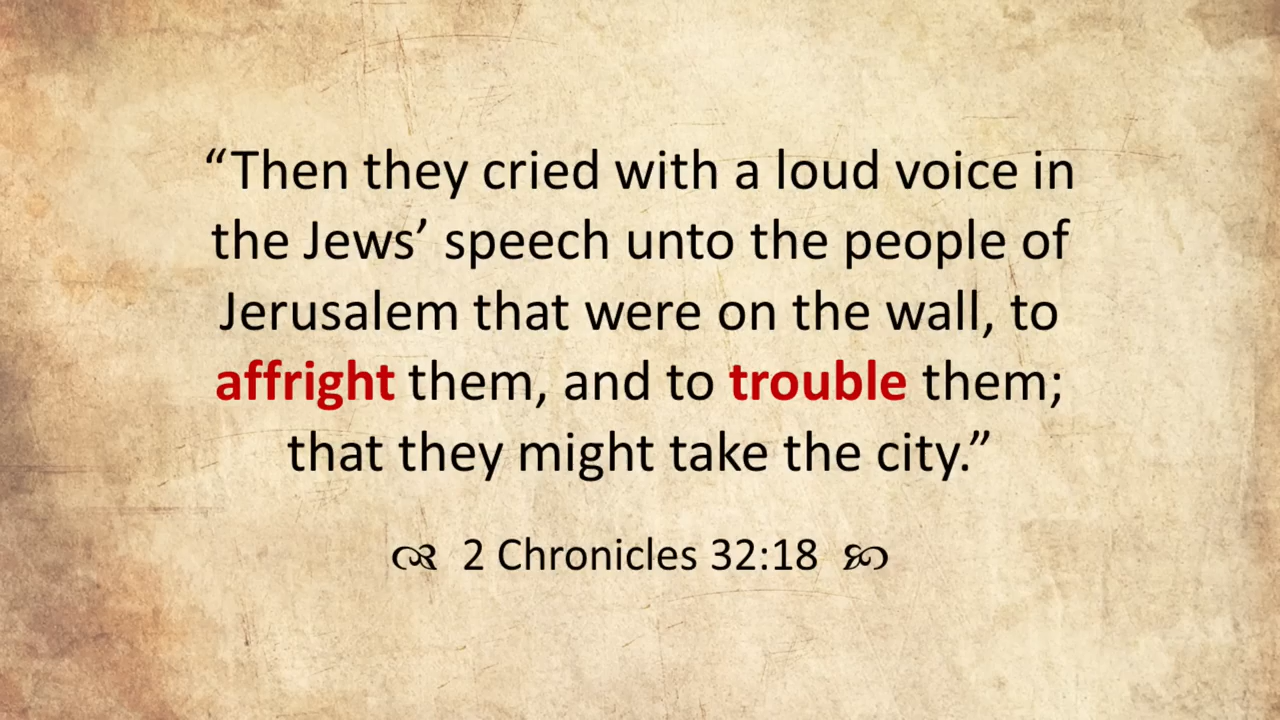 “Then they cried with a loud voice in
the Jews’ speech unto the people of
Jerusalem that were on the wall, to
affright them, and to trouble them;
that they might take the city.”
2 Chronicles 32:18